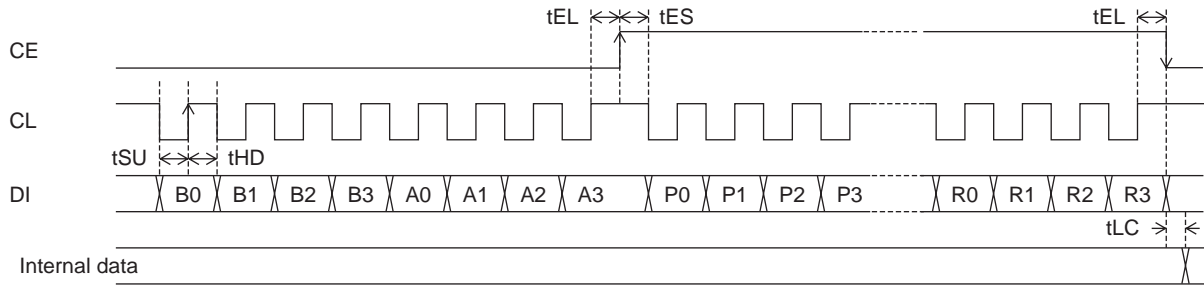 tEL tES tEL
CE
CL
tSU tHD
DI B0 B1 B2 B3 A0 A1 A2 A3 P0 P1 P2 P3 R0 R1 R2 R3
tLC
Internal data